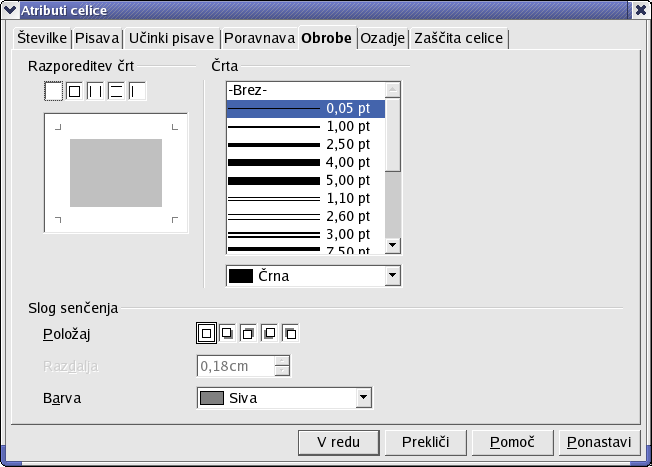 Atributi celice
Številke Pisava Učinki pisave Poravnava Obrobe Ozadje Zaščita celice
Razporeditev črt
Črta
-Brez-
0,05 pt
1,00 pt
2,50 pt
4,00 pt
5,00 pt
1,10 pt
2,60 pt
3,00 pt
7,50 pt
Črna
Slog senčenja
Položaj
Razdalja
0,18cm
Barva
Siva
V redu Prekliči Pomoč Ponastavi